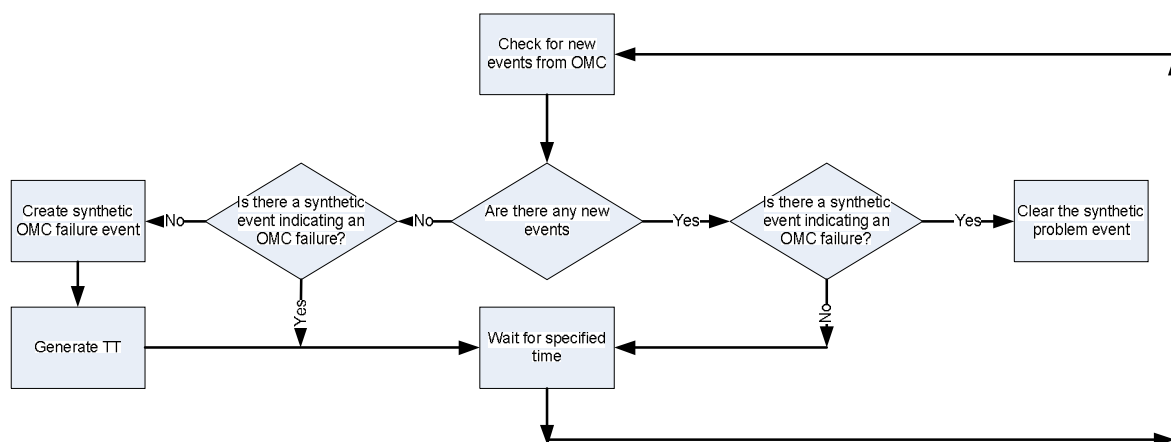 Check for new
events from OMC
Is there a synthetic
event indicating an
OMC failure?
Is there a synthetic
event indicating an
OMC failure?
Create synthetic
OMC failure event
No
Are there any new
events
No
Yes
Yes
Clear the synthetic
problem event
Yes
No
Generate TT
Wait for specified
time